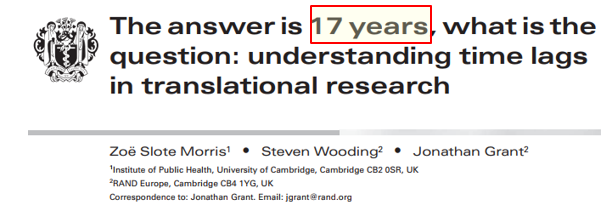 The answer is 17 years, what is the
question: understanding time lags
in translational research
Zoë Slote Morris¹ • Steven Wooding² • Jonathan Grant²
¹Institute of Public Health, University of Cambridge, Cambridge CB2 0SR, UK
²RAND Europe, Cambridge CB4 1YG, UK
Correspondence to: Jonathan Grant. Email: jgrant@rand.org